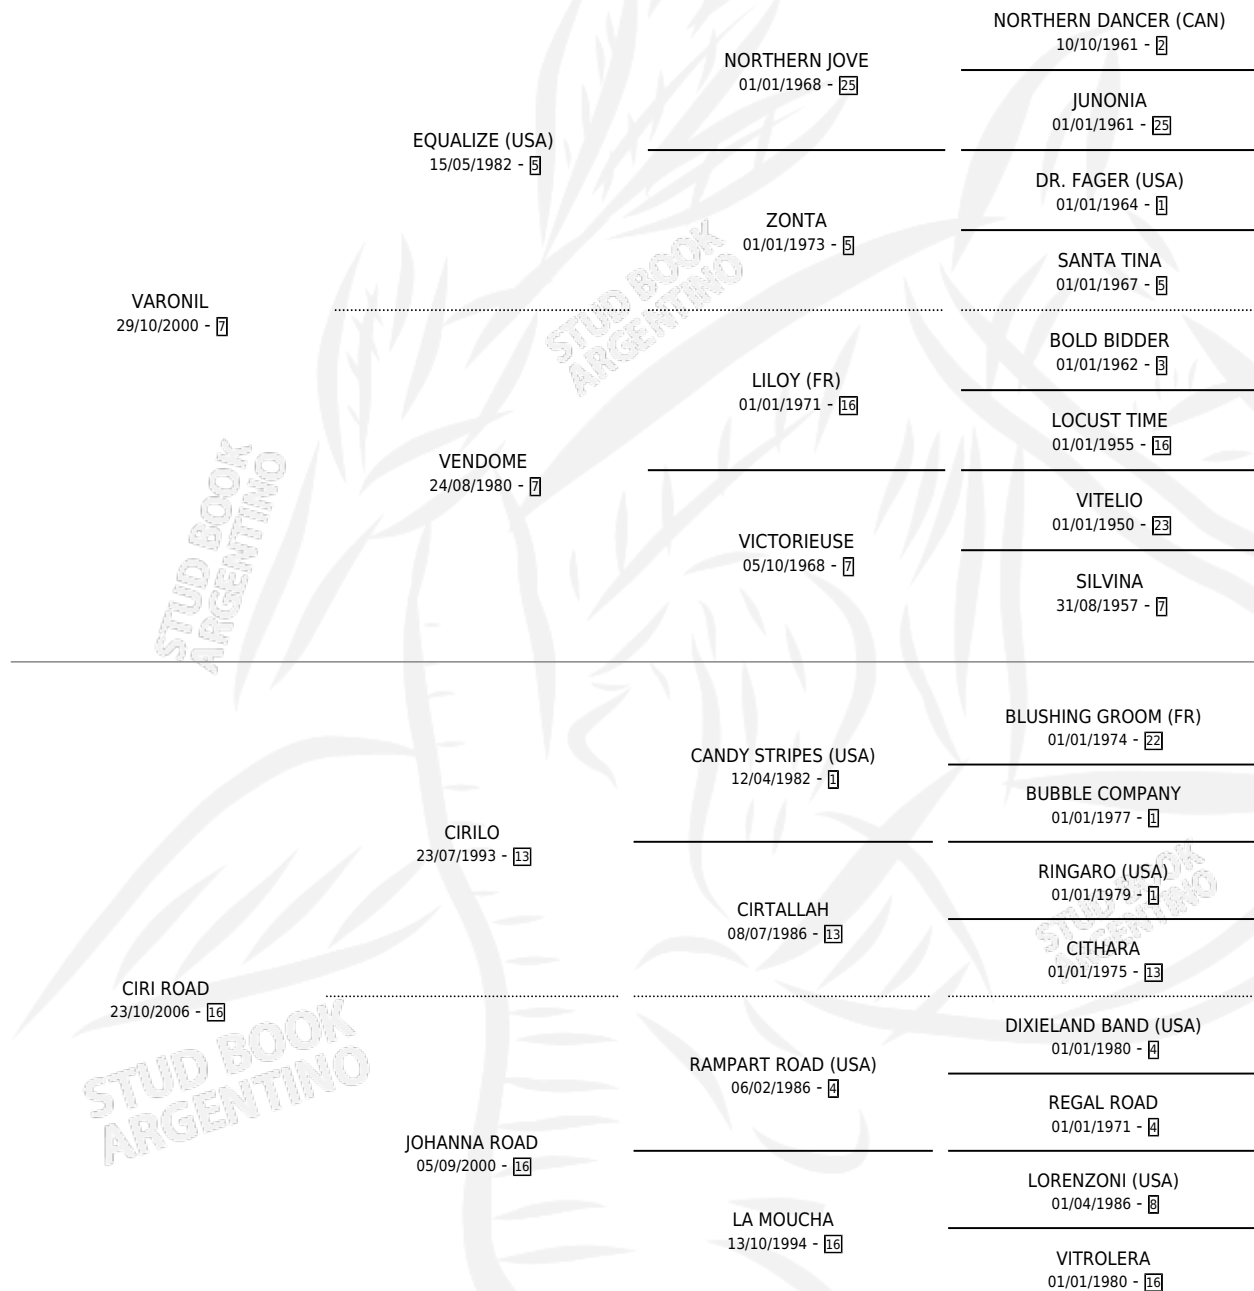 NORTHERN DANCER (CAN)
10/10/1961 - 2
NORTHERN JOVE
01/01/1968 - 25
JUNONIA
01/01/1961 - 25
EQUALIZE (USA)
15/05/1982 - 5
DR. FAGER (USA)
01/01/1964 - 1
ZONTA
01/01/1973 - 5
SANTA TINA
01/01/1967 - 5
VARONIL
29/10/2000 - 7
BOLD BIDDER
01/01/1962 - 3
LILOY (FR)
01/01/1971 - 16
LOCUST TIME
01/01/1955 - 16
VENDOME
24/08/1980 - 7
VITELIO
01/01/1950 - 23
VICTORIEUSE
05/10/1968 - 7
SILVINA
31/08/1957 - 7
BLUSHING GROOM (FR)
01/01/1974 - 22
CANDY STRIPES (USA)
12/04/1982 - 1
BUBBLE COMPANY
01/01/1977 - 1
CIRILO
23/07/1993 - 13
RINGARO (USA)
01/01/1979 - 1
CIRTALLAH
08/07/1986 - 13
CITHARA
01/01/1975 - 13
CIRI ROAD
23/10/2006 - 16
DIXIELAND BAND (USA)
01/01/1980 - 4
RAMPART ROAD (USA)
06/02/1986 - 4
REGAL ROAD
01/01/1971 - 4
JOHANNA ROAD
05/09/2000 - 16
LORENZONI (USA)
01/04/1986 - 8
LA MOUCHA
13/10/1994 - 16
VITROLERA
01/01/1980 - 16
STUD BOOK
ARGENTINO
STUD BOOK
ARGENTINO
STUD BOOK
ARGENTINO
STUD BOOK
ARGENTINO